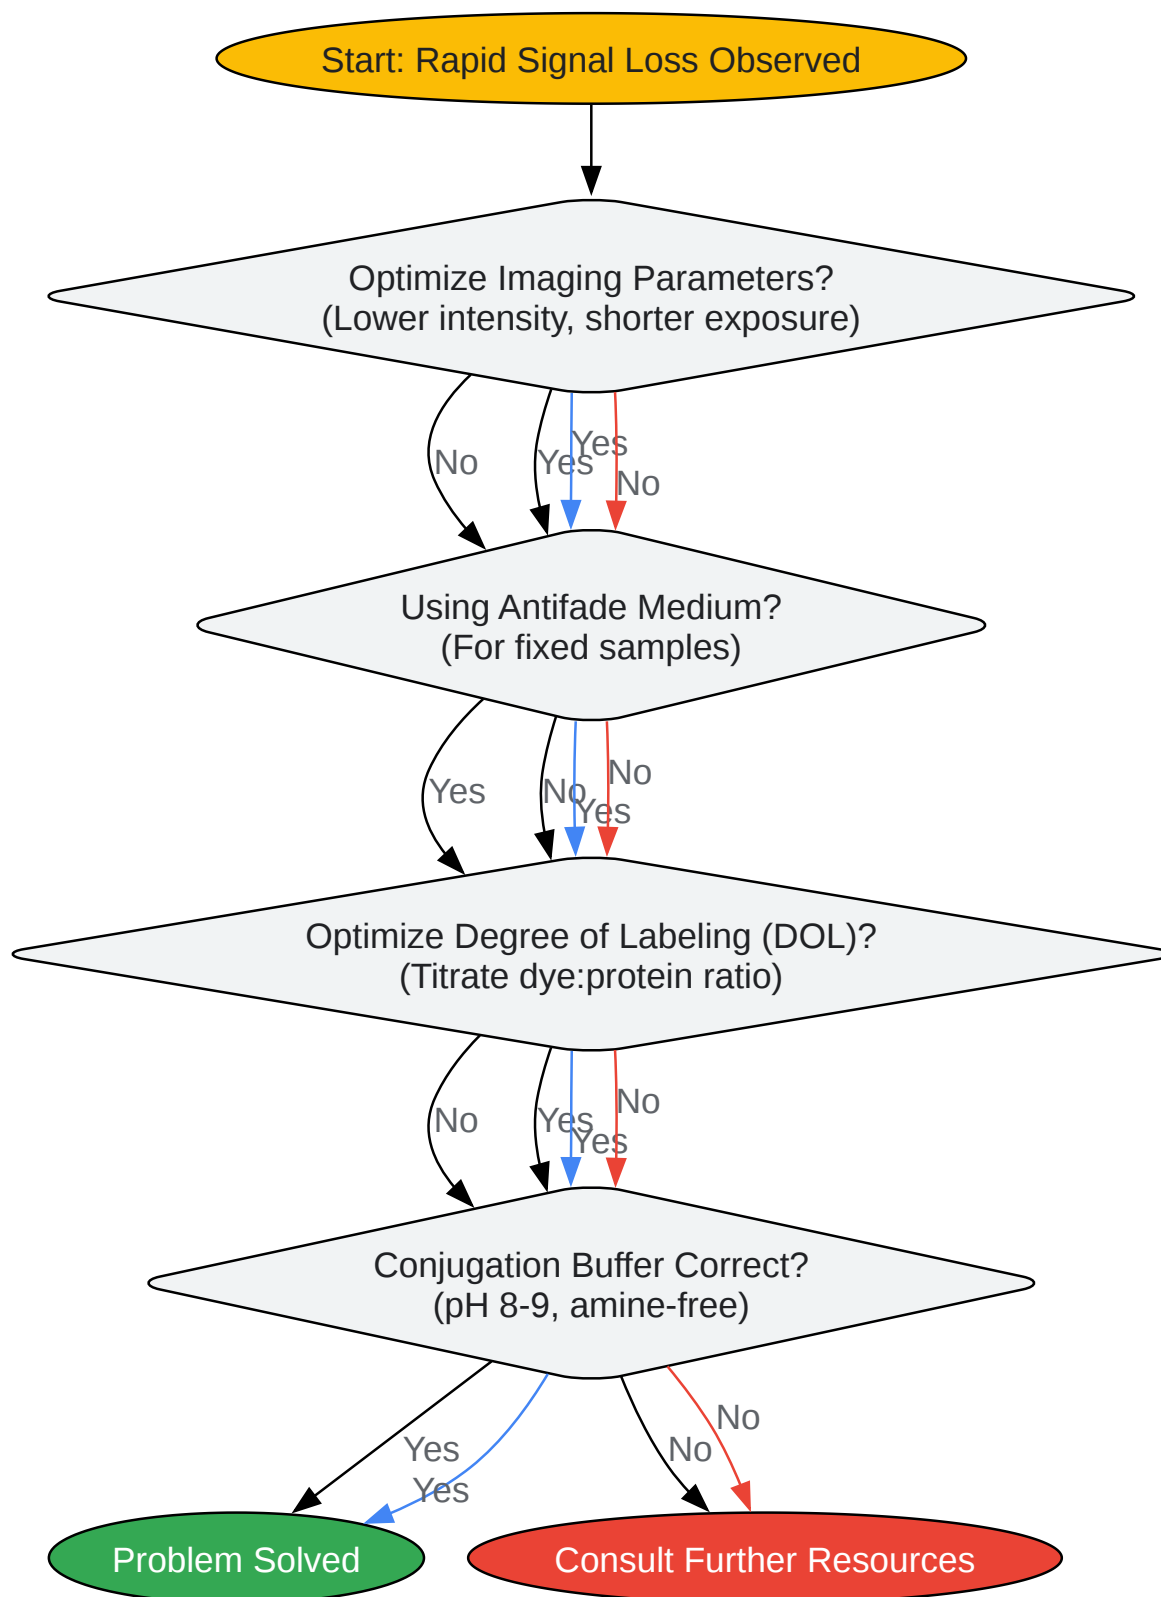 Start: Rapid Signal Loss Observed
Optimize Imaging Parameters?
(Lower intensity, shorter exposure)
No
Yes
Yes
No
Using Antifade Medium?
(For fixed samples)
Yes
No
Yes
No
Optimize Degree of Labeling (DOL)?
(Titrate dye:protein ratio)
No
Yes
Yes
No
Conjugation Buffer Correct?
(pH 8-9, amine-free)
Yes
Yes
No
No
Problem Solved
Consult Further Resources